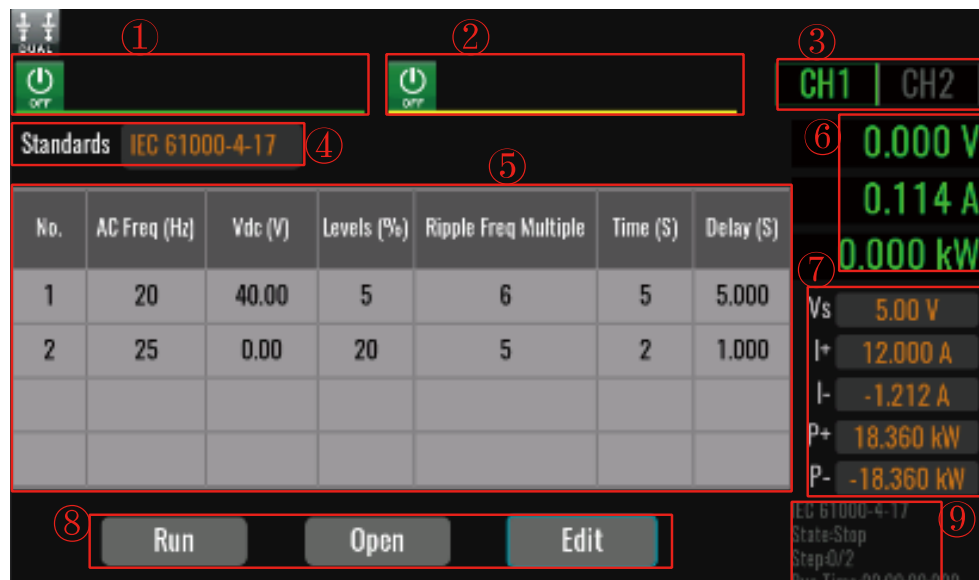 DUAL
① ② ③
OFF OFF CH1 CH2
Standards IEC 61000-4-17 ④
⑤ ⑥
0.000 V
0.114 A
0.000 kW
No. AC Freq (Hz) Vdc (V) Levels (‰) Ripple Freq Multiple Time (S) Delay (S)
1 20 40.00 5 6 5 5.000
2 25 0.00 20 5 2 1.000
⑦
Vs 5.00 V
I+ 12.000 A
I- -1.212 A
P+ 18.360 kW
P- -18.360 kW
⑧ Run Open Edit
⑨
IEC 61000-4-17
State:Stop
Step:0/2